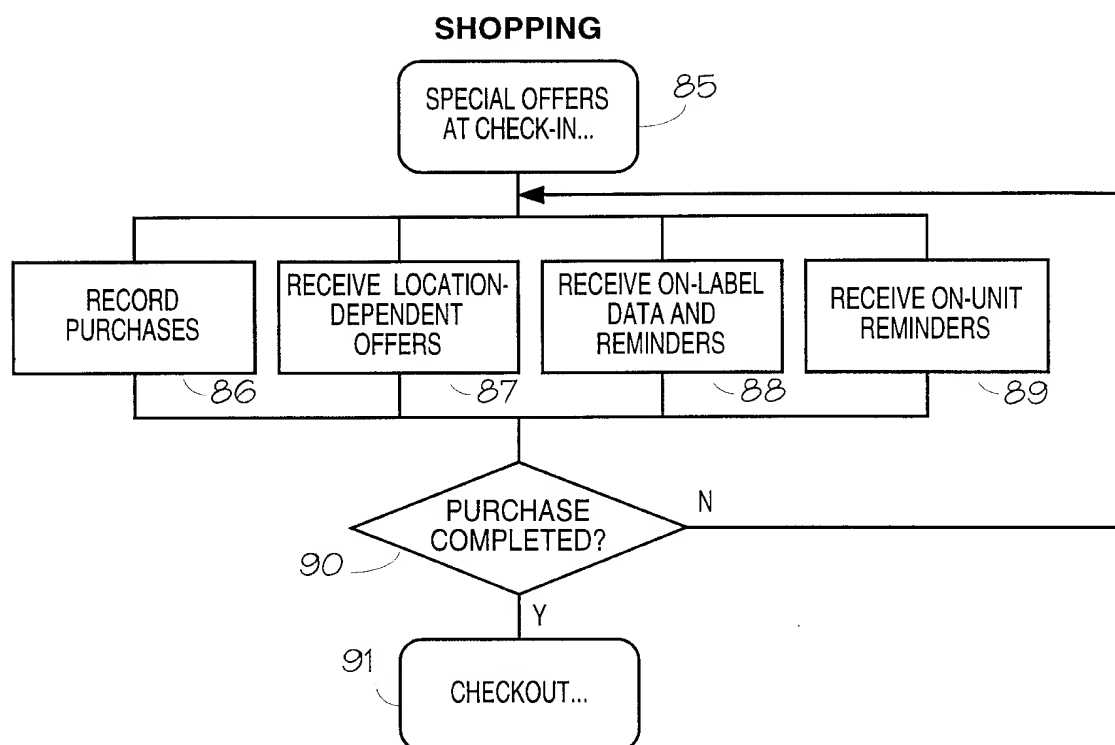 SHOPPING
SPECIAL OFFERS
AT CHECK-IN...
85
RECORD
PURCHASES
86
RECEIVE LOCATION-
DEPENDENT
OFFERS
87
RECEIVE ON-LABEL
DATA AND
REMINDERS
88
RECEIVE ON-UNIT
REMINDERS
89
PURCHASE
COMPLETED?
90
N
Y
91
CHECKOUT...